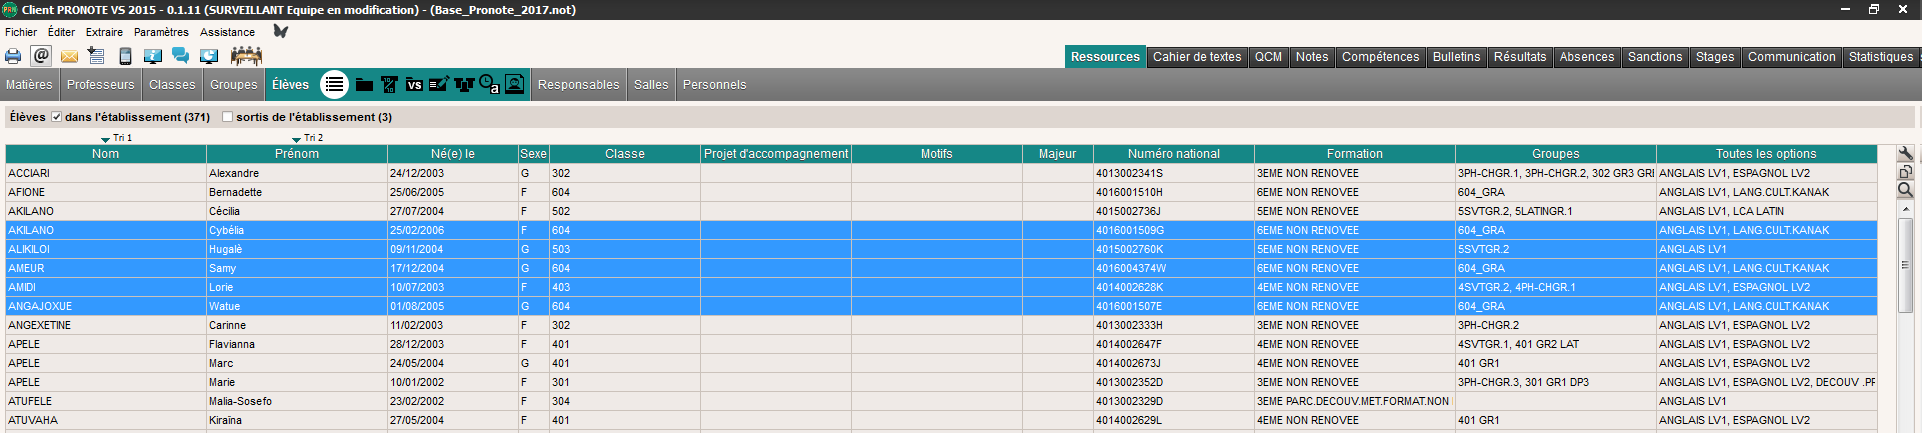 Client PRONOTE VS 2015 - 0.1.11 (SURVEILLANT Equipe en modification) - (Base_Pronote_2017.not)
Fichier Éditer Extraire Paramètres Assistance
Ressources Cahier de textes QCM Notes Compétences Bulletins Résultats Absences Sanctions Stages Communication Statistiques
Matières Professeurs Classes Groupes Élèves VS Responsables Salles Personnels
Élèves dans l'établissement (371) sortis de l'établissement (3)
Tri 1 Tri 2
Nom Prénom Né(e) le Sexe Classe Projet d'accompagnement Motifs Majeur Numéro national Formation Groupes Toutes les options
ACCIARI Alexandre 24/12/2003 G 302 4013002341S 3EME NON RENOVEE 3PH-CHGR.1, 3PH-CHGR.2, 302 GR3 ANGLAIS LV1, ESPAGNOL LV2
AFIONE Bernadette 25/06/2005 F 604 4016001510H 6EME NON RENOVEE 604_GRA ANGLAIS LV1, LANG.CULT.KANAK
AKILANO Cécilia 27/07/2004 F 502 4015002736J 5EME NON RENOVEE 5SVTGR.2, 5LATINGR.1 ANGLAIS LV1, LCA LATIN
AKILANO Cybélia 25/02/2006 F 604 4016001509G 6EME NON RENOVEE 604_GRA ANGLAIS LV1, LANG.CULT.KANAK
ALIKILOI Hugalè 09/11/2004 G 503 4015002760K 5EME NON RENOVEE 5SVTGR.2 ANGLAIS LV1
AMEUR Samy 17/12/2004 G 604 4016004374W 6EME NON RENOVEE 604_GRA ANGLAIS LV1, LANG.CULT.KANAK
AMIDI Lorie 10/07/2003 F 403 4014002628K 4EME NON RENOVEE 4SVTGR.2, 4PH-CHGR.1 ANGLAIS LV1, ESPAGNOL LV2
ANGAJOXUE Watue 01/08/2005 G 604 4016001507E 6EME NON RENOVEE 604_GRA ANGLAIS LV1, LANG.CULT.KANAK
ANGEXETINE Carinne 11/02/2003 F 302 4013002333H 3EME NON RENOVEE 3PH-CHGR.2 ANGLAIS LV1, ESPAGNOL LV2
APELE Flavianna 28/12/2003 F 401 4014002647F 4EME NON RENOVEE 4SVTGR.1, 401 GR2 LAT ANGLAIS LV1, ESPAGNOL LV2
APELE Marc 24/05/2004 G 401 4014002673J 4EME NON RENOVEE 401 GR1 ANGLAIS LV1, ESPAGNOL LV2
APELE Marie 10/01/2002 F 301 4013002352D 3EME NON RENOVEE 3PH-CHGR.3, 301 GR1 DP3 ANGLAIS LV1, ESPAGNOL LV2, DECOUV
ATUFELE Malia-Sosefo 23/02/2002 F 304 4013002329D 3EME PARC.DECOUV.MET.FORMAT.NON ANGLAIS LV1
ATUVAHA Kiraïna 27/05/2004 F 401 4014002629L 4EME NON RENOVEE 401 GR1 ANGLAIS LV1, ESPAGNOL LV2